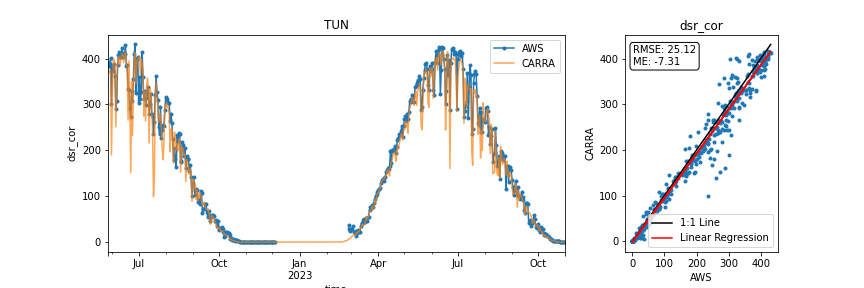 TUN
dsr_cor
400
300
200
100
0
AWS
CARRA
Jul
Oct
Jan
2023
Apr
Jul
Oct
time
dsr_cor
CARRA
400
300
200
100
0
RMSE: 25.12
ME: -7.31
1:1 Line
Linear Regression
0
100
200
300
400
AWS